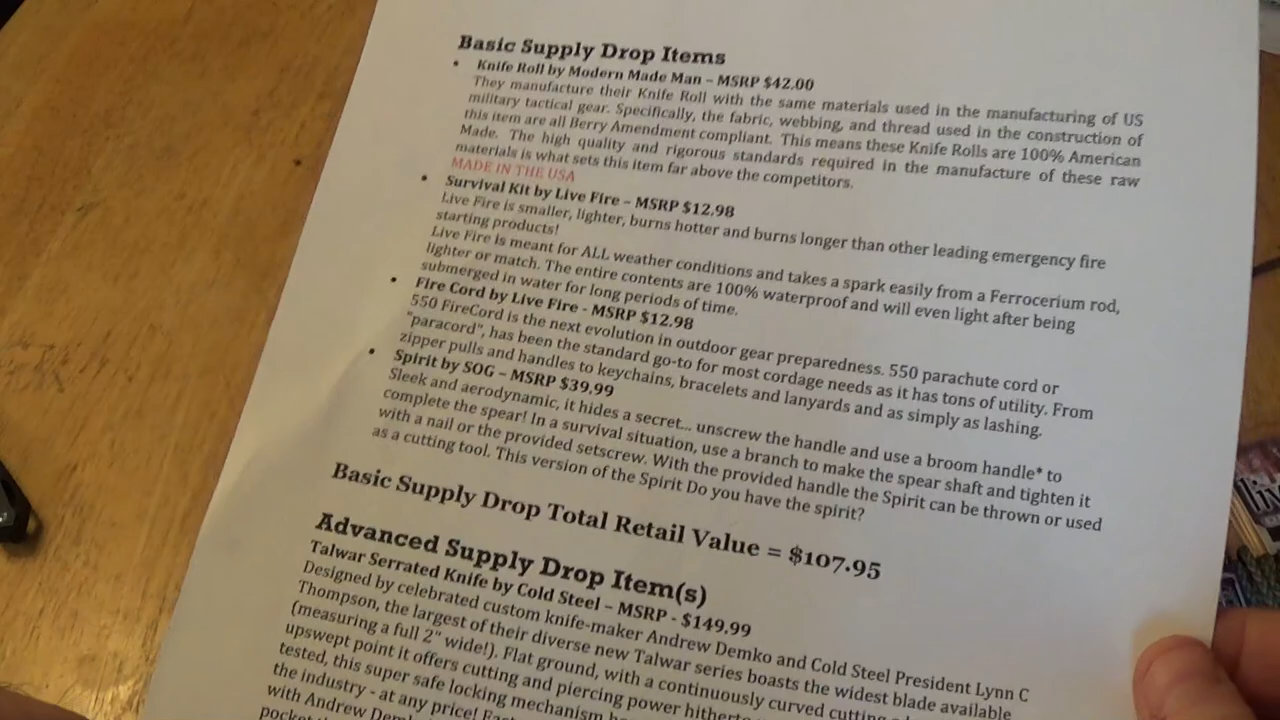 Basic Supply Drop Items
• Knife Roll by Modern Made Man – MSRP $42.00
They manufacture their Knife Roll with the same materials used in the manufacturing of US
military tactical gear. Specifically, the fabric, webbing, and thread used in the construction of
this item are all Berry Amendment compliant. This means these Knife Rolls are 100% American
Made. The high quality and rigorous standards required in the manufacture of these raw
materials is what sets this item far above the competitors.
MADE IN THE USA
• Survival Kit by Live Fire – MSRP $12.98
Live Fire is smaller, lighter, burns hotter and burns longer than other leading emergency fire
starting products!
Live Fire is meant for ALL weather conditions and takes a spark easily from a Ferrocerium rod,
lighter or match. The entire contents are 100% waterproof and will even light after being
submerged in water for long periods of time.
• Fire Cord by Live Fire - MSRP $12.98
550 FireCord is the next evolution in outdoor gear preparedness. 550 parachute cord or
"paracord", has been the standard go-to for most cordage needs as it has tons of utility. From
zipper pulls and handles to keychains, bracelets and lanyards and as simply as lashing.
• Spirit by SOG – MSRP $39.99
Sleek and aerodynamic, it hides a secret... unscrew the handle and use a broom handle* to
complete the spear! In a survival situation, use a branch to make the spear shaft and tighten it
with a nail or the provided setscrew. With the provided handle the Spirit can be thrown or used
as a cutting tool. This version of the Spirit Do you have the spirit?
Basic Supply Drop Total Retail Value = $107.95
Advanced Supply Drop Item(s)
Talwar Serrated Knife by Cold Steel – MSRP - $149.99
Designed by celebrated custom knife-maker Andrew Demko and Cold Steel President Lynn C
Thompson, the largest of their diverse new Talwar series boasts the widest blade available
(measuring a full 2" wide!). Flat ground, with a continuously curved cutting
upswept point it offers cutting and piercing power
tested, this super safe locking mechanism
the industry - at any price!
with Andrew
pocket